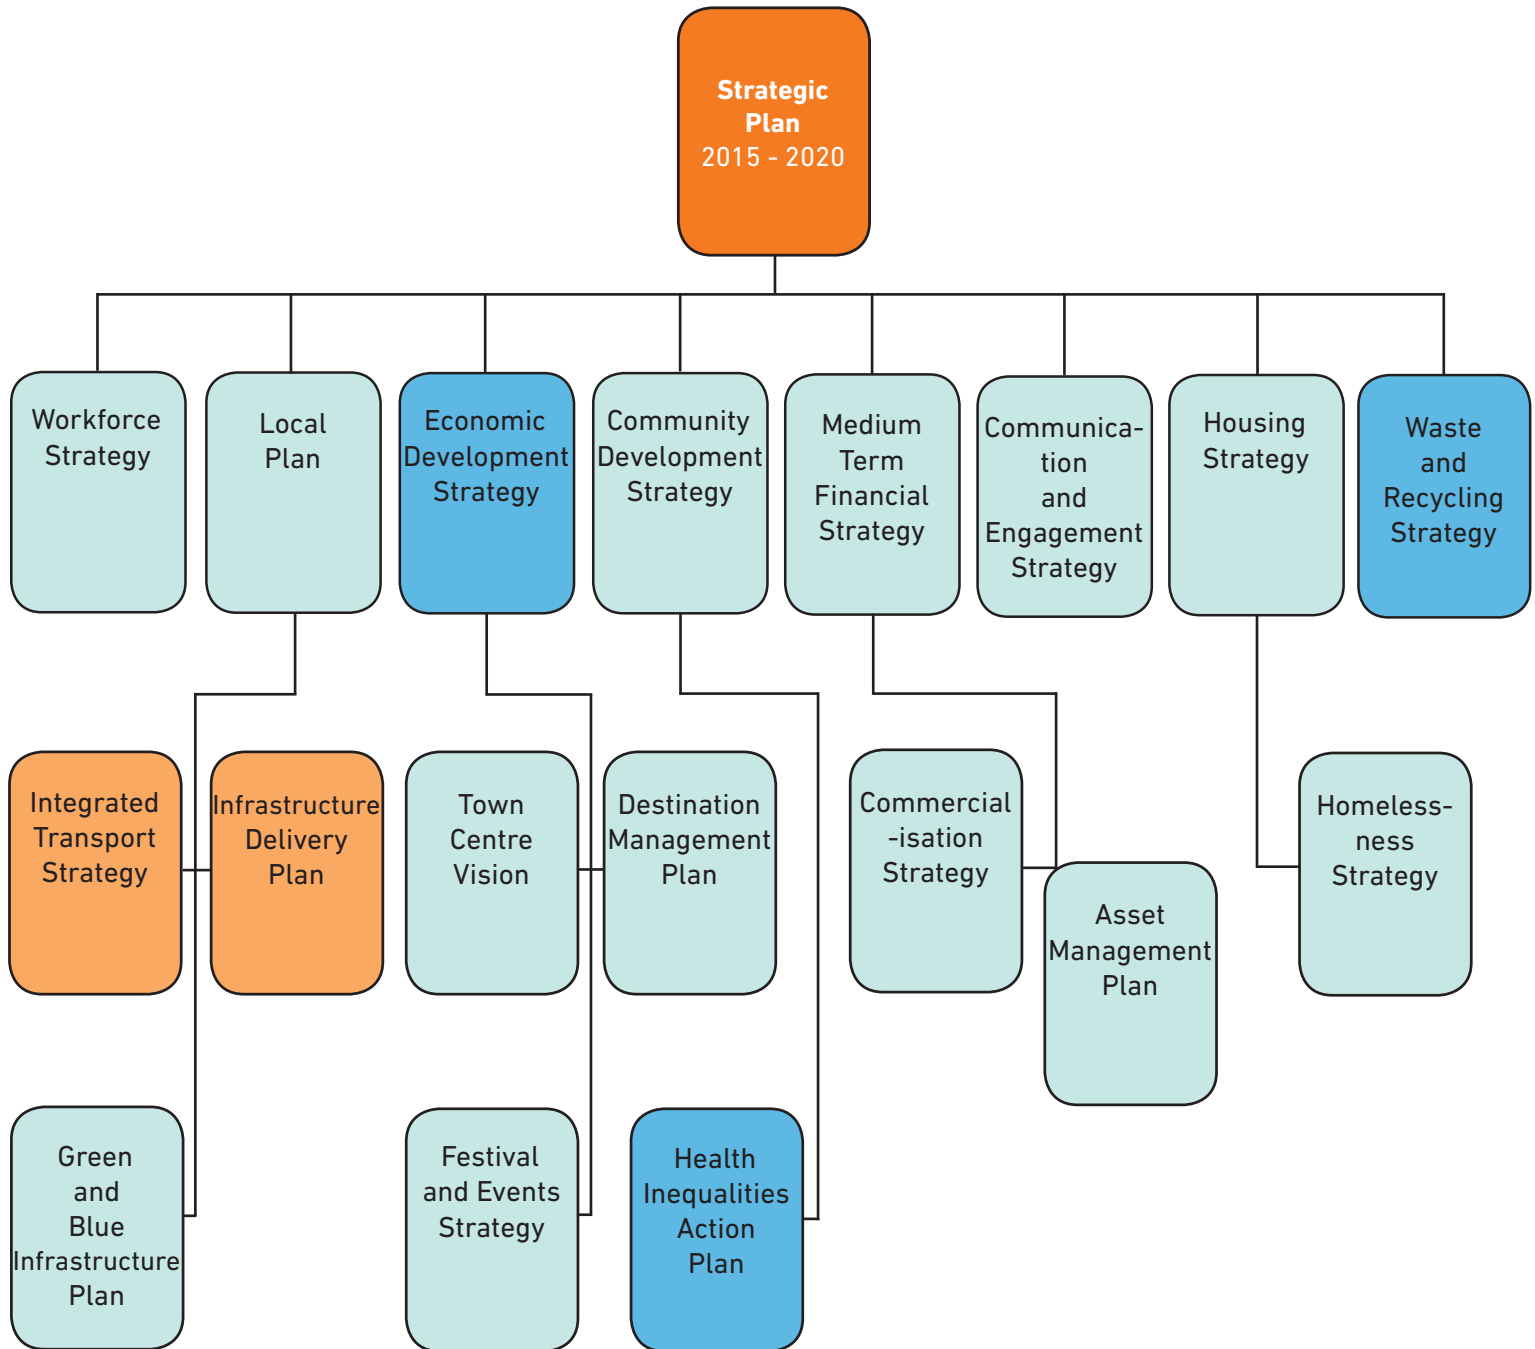 Strategic
Plan
2015 - 2020
Workforce
Strategy
Local
Plan
Economic
Development
Strategy
Community
Development
Strategy
Medium
Term
Financial
Strategy
Communica-
tion
and
Engagement
Strategy
Housing
Strategy
Waste
and
Recycling
Strategy
Integrated
Transport
Strategy
Infrastructure
Delivery
Plan
Town
Centre
Vision
Destination
Management
Plan
Commercial
-isation
Strategy
Asset
Management
Plan
Homeless-
ness
Strategy
Green
and
Blue
Infrastructure
Plan
Festival
and Events
Strategy
Health
Inequalities
Action
Plan